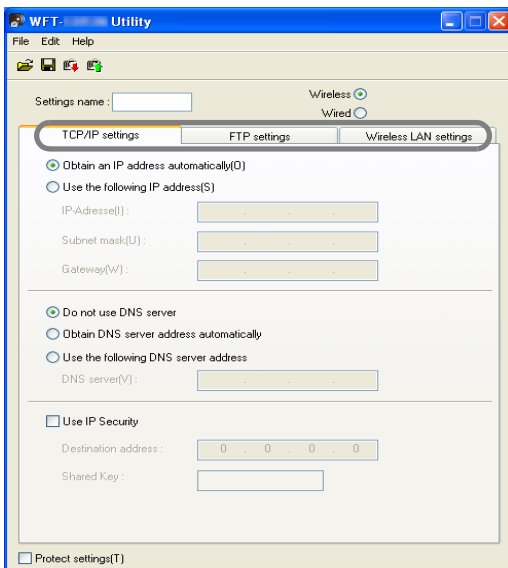 WFT- Utility
File Edit Help
Settings name :
Wireless
Wired
TCP/IP settings FTP settings Wireless LAN settings
Obtain an IP address automatically(O)
Use the following IP address(S)
IP-Adresse(I) :
Subnet mask(U) :
Gateway(W) :
Do not use DNS server
Obtain DNS server address automatically
Use the following DNS server address
DNS server(V) :
Use IP Security
Destination address : 0 . 0 . 0 . 0
Shared Key :
Protect settings(T)